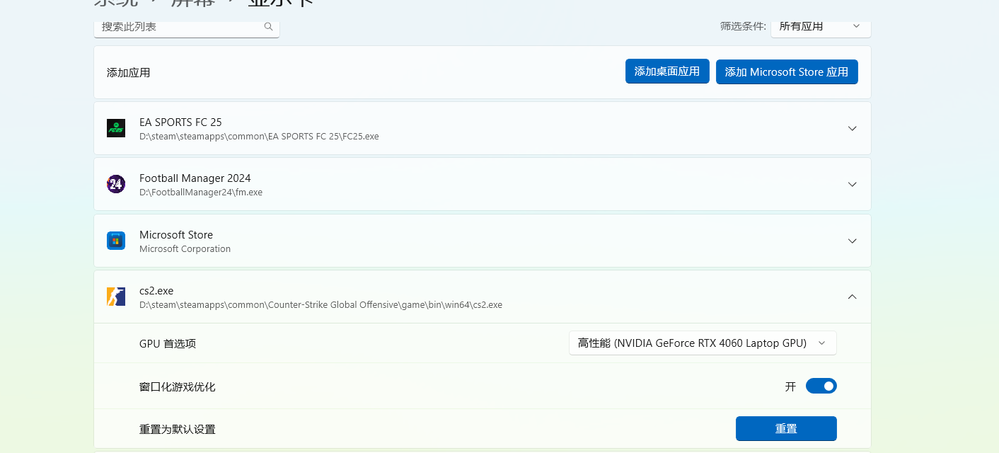 系统 › 屏幕 › 显示卡
搜索此列表
筛选条件: 所有应用
添加应用
添加桌面应用
添加 Microsoft Store 应用
EA SPORTS FC 25
D:\steam\steamapps\common\EA SPORTS FC 25\FC25.exe
24
Football Manager 2024
D:\FootballManager24\fm.exe
Microsoft Store
Microsoft Corporation
cs2.exe
D:\steam\steamapps\common\Counter-Strike Global Offensive\game\bin\win64\cs2.exe
GPU 首选项
高性能 (NVIDIA GeForce RTX 4060 Laptop GPU)
窗口化游戏优化
开
重置为默认设置
重置